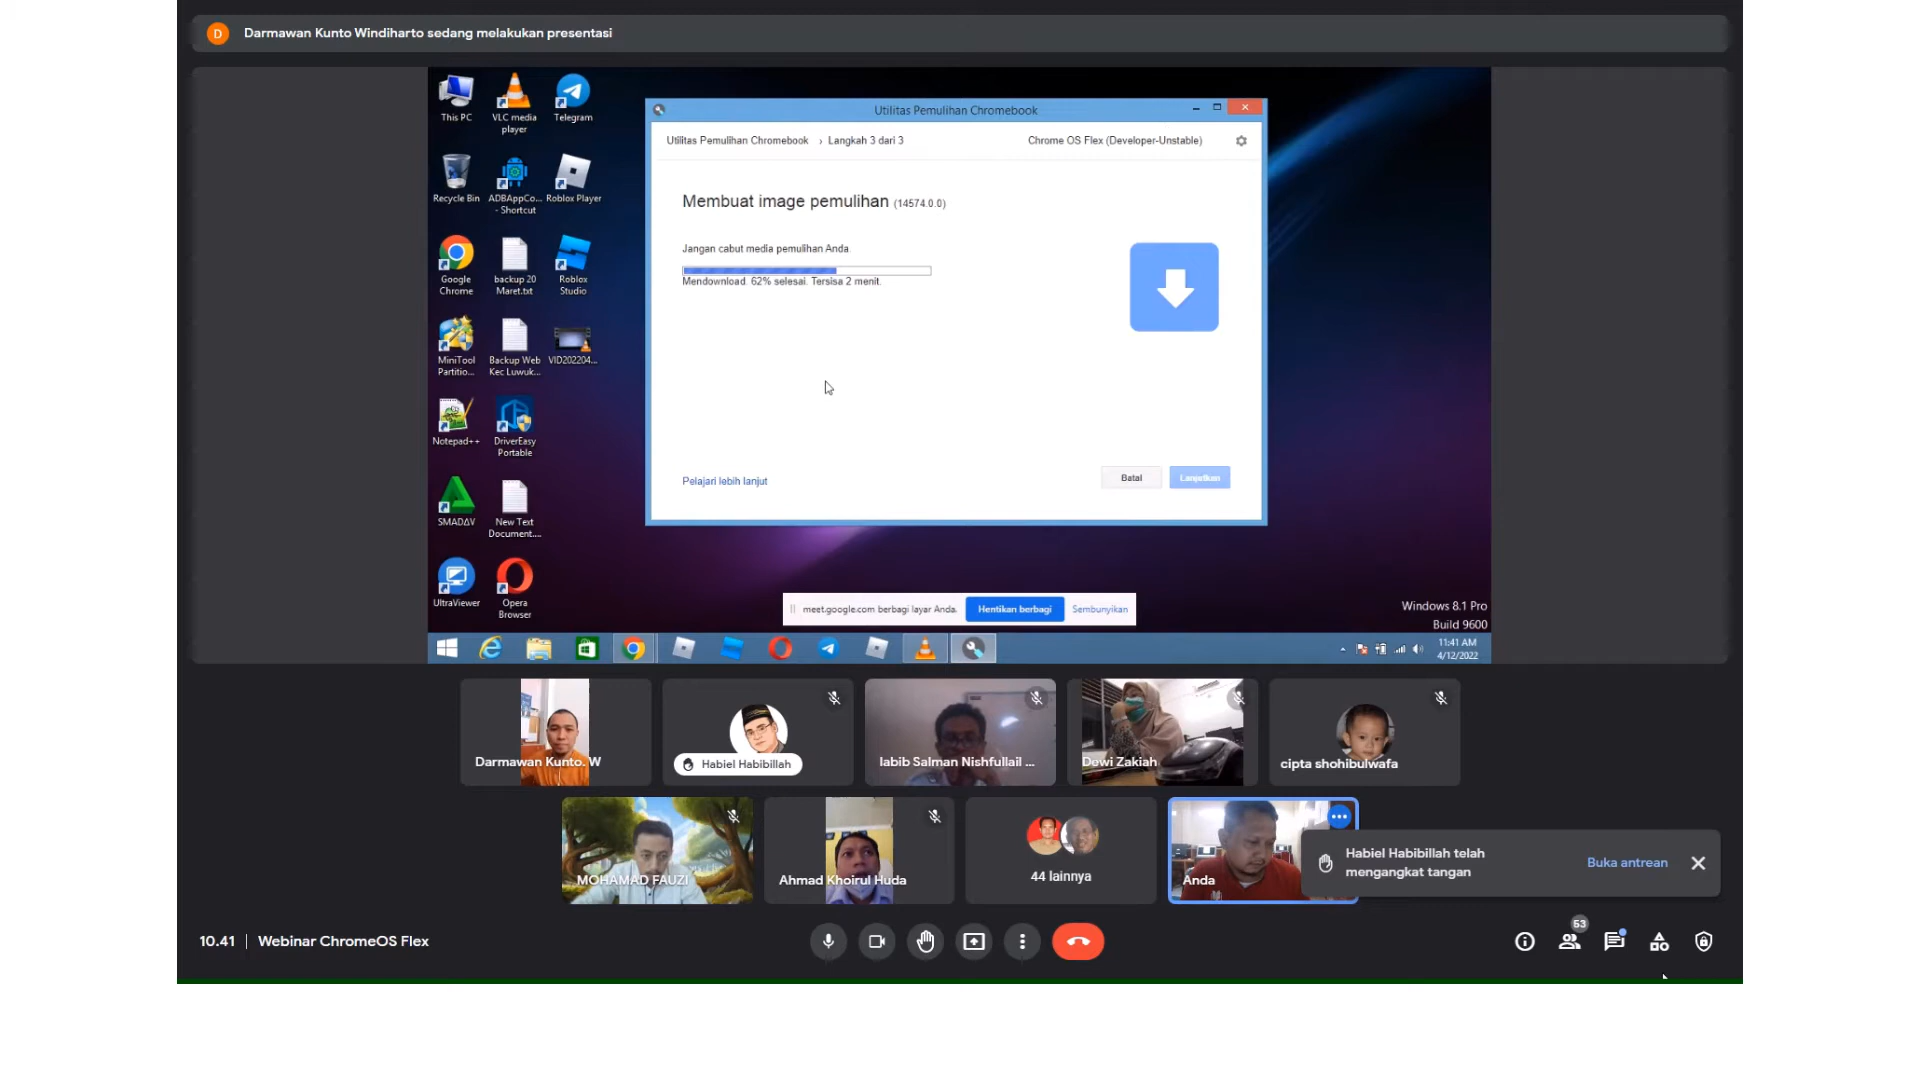 D
Darmawan Kunto Windiharto sedang melakukan presentasi
This PC
VLC media
player
Telegram
Recycle Bin
ADBAppCo...
- Shortcut
Roblox Player
Google
Chrome
backup 20
Maret.txt
Roblox
Studio
MiniTool
Partitio...
Backup Web
Kec Luwuk...
VID202204...
Notepad++
DriverEasy
Portable
SMADΔV
New Text
Document....
UltraViewer
Opera
Browser
Utilitas Pemulihan Chromebook
Utilitas Pemulihan Chromebook › Langkah 3 dari 3
Chrome OS Flex (Developer-Unstable)
Membuat image pemulihan (14574.0.0)
Jangan cabut media pemulihan Anda.
Mendownload. 62% selesai. Tersisa 2 menit.
Pelajari lebih lanjut
Batal
Lanjutkan
meet.google.com berbagi layar Anda.
Hentikan berbagi
Sembunyikan
Windows 8.1 Pro
Build 9600
11:41 AM
4/12/2022
Darmawan Kunto. W
Habiel Habibillah
labib Salman Nishfullail ...
Dewi Zakiah
cipta shohibulwafa
MOHAMAD FAUZI
Ahmad Khoirul Huda
44 lainnya
Anda
Habiel Habibillah telah
mengangkat tangan
Buka antrean
10.41 | Webinar ChromeOS Flex
53